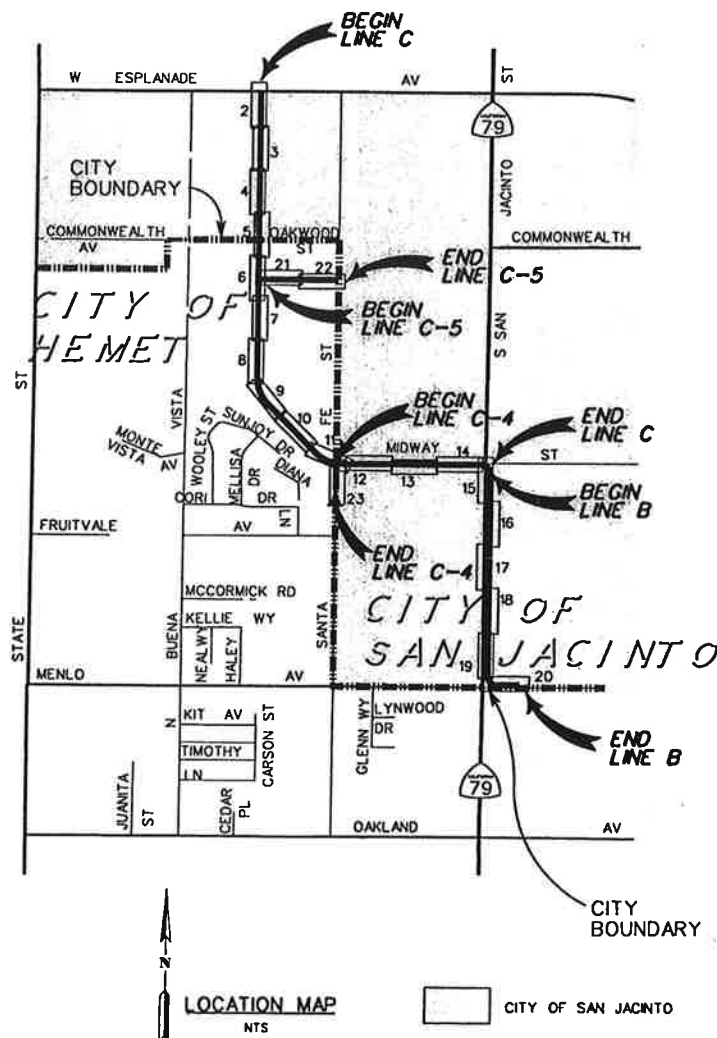 BEGIN
LINE C
W ESPLANADE AV
ST
79
2
3
CITY
BOUNDARY
4
JACINTO
COMMONWEALTH
AV
5
OAKWOOD
ST
COMMONWEALTH
21
22
END
LINE C-5
6
CITY OF
HEMET
BEGIN
LINE C-5
7
ST
S SAN
8
ST
VISTA
9
10
FE
BEGIN
LINE C-4
END
LINE C
MONTE
VISTA AV
WOOLEY ST
SUNJOY DR
MELLISA
DR
DIANA
LN
11
MIDWAY
14
ST
12
13
15
CORI DR
23
BEGIN
LINE B
16
FRUITVALE AV
END
LINE C-4
17
MCCORMICK RD
18
CITY OF
SAN JACINTO
KELLIE WY
SANTA
BUENA
NEALWY
HALEY
STATE
19
20
MENLO AV
GLENN WY
LYNWOOD
DR
END
LINE B
N
KIT AV
TIMOTHY
LN
CARSON ST
79
JUANITA
ST
CEDAR
PL
OAKLAND AV
CITY
BOUNDARY
N
LOCATION MAP
NTS
CITY OF SAN JACINTO